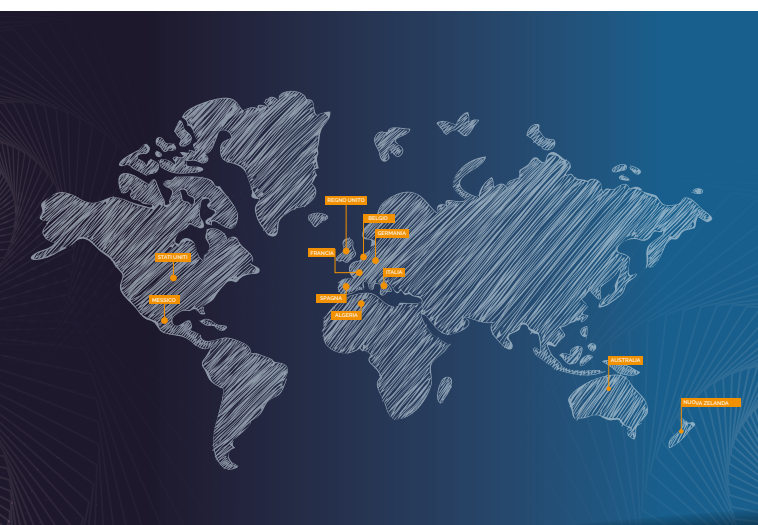 REGNO UNITO
BELGIO
GERMANIA
FRANCIA
STATI UNITI
ITALIA
SPAGNA
MESSICO
ALGERIA
AUSTRALIA
NUOVA ZELANDA